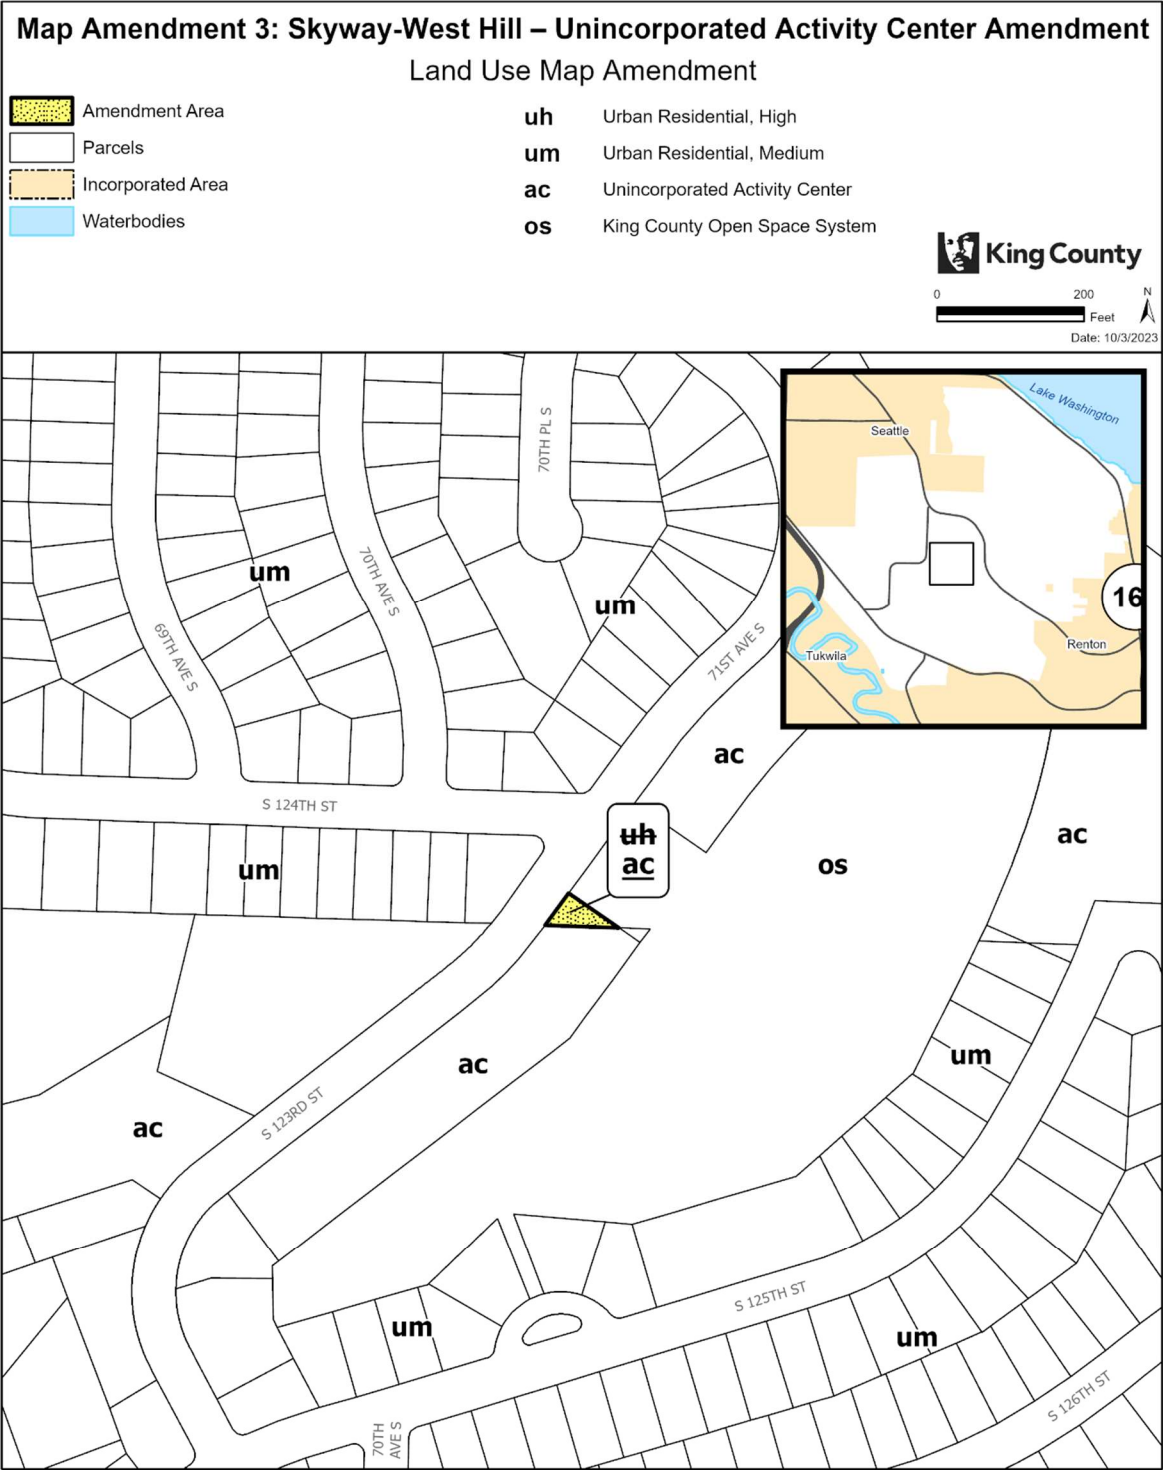 Map Amendment 3: Skyway-West Hill – Unincorporated Activity Center Amendment
Land Use Map Amendment
Amendment Area
Parcels
Incorporated Area
Waterbodies
uh Urban Residential, High
um Urban Residential, Medium
ac Unincorporated Activity Center
os King County Open Space System
King County
0 200
Feet
N
Date: 10/3/2023
Lake Washington
Seattle
16
Renton
Tukwila
70TH PL S
um
70TH AVE S
um
69TH AVE S
71ST AVE S
ac
S 124TH ST
uh
ac
um
os
ac
ac
um
S 123RD ST
ac
S 125TH ST
um
um
S 126TH ST
70TH
AVE S